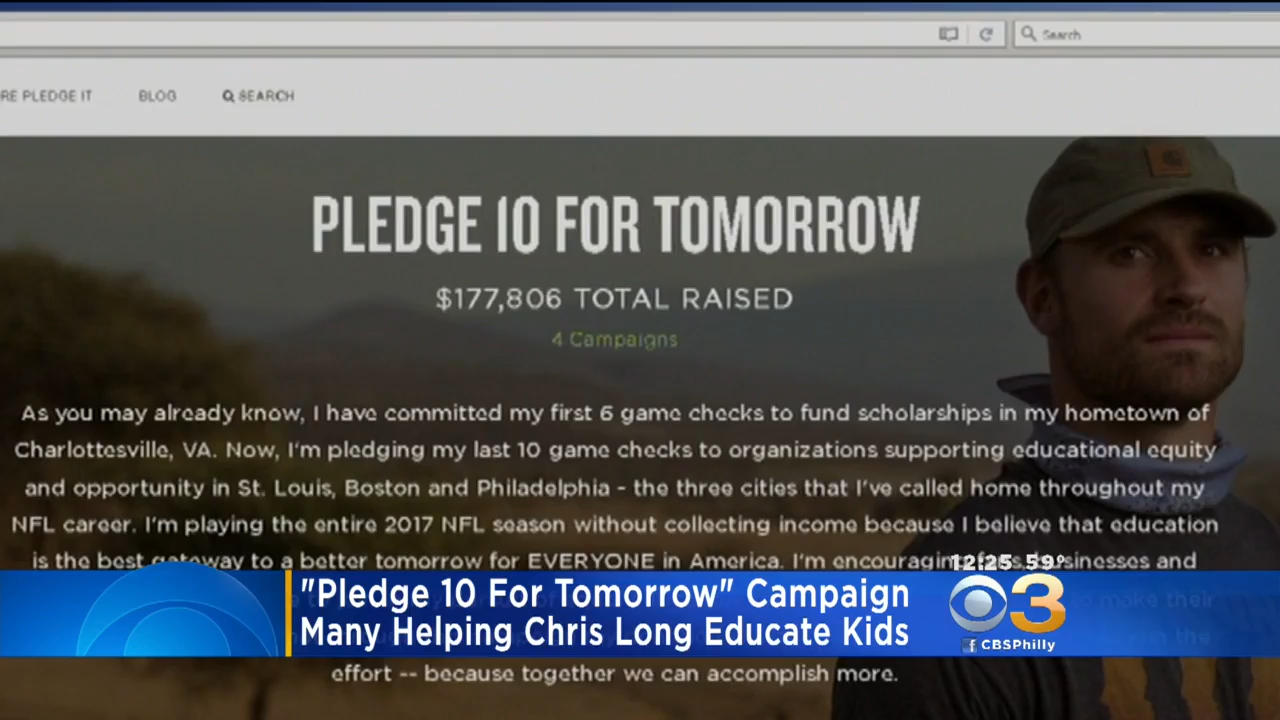 Search
RE PLEDGE IT BLOG SEARCH
PLEDGE 10 FOR TOMORROW
$177,806 TOTAL RAISED
4 Campaigns
As you may already know, I have committed my first 6 game checks to fund scholarships in my hometown of
Charlottesville, VA. Now, I'm pledging my last 10 game checks to organizations supporting educational equity
and opportunity in St. Louis, Boston and Philadelphia - the three cities that I've called home throughout my
NFL career. I'm playing the entire 2017 NFL season without collecting income because I believe that education
is the best gateway to a better tomorrow for EVERYONE in America. I'm encouraging
and
12:25 59°
"Pledge 10 For Tomorrow" Campaign
Many Helping Chris Long Educate Kids
3
f CBSPhilly
make their
the
effort -- because together we can accomplish more.